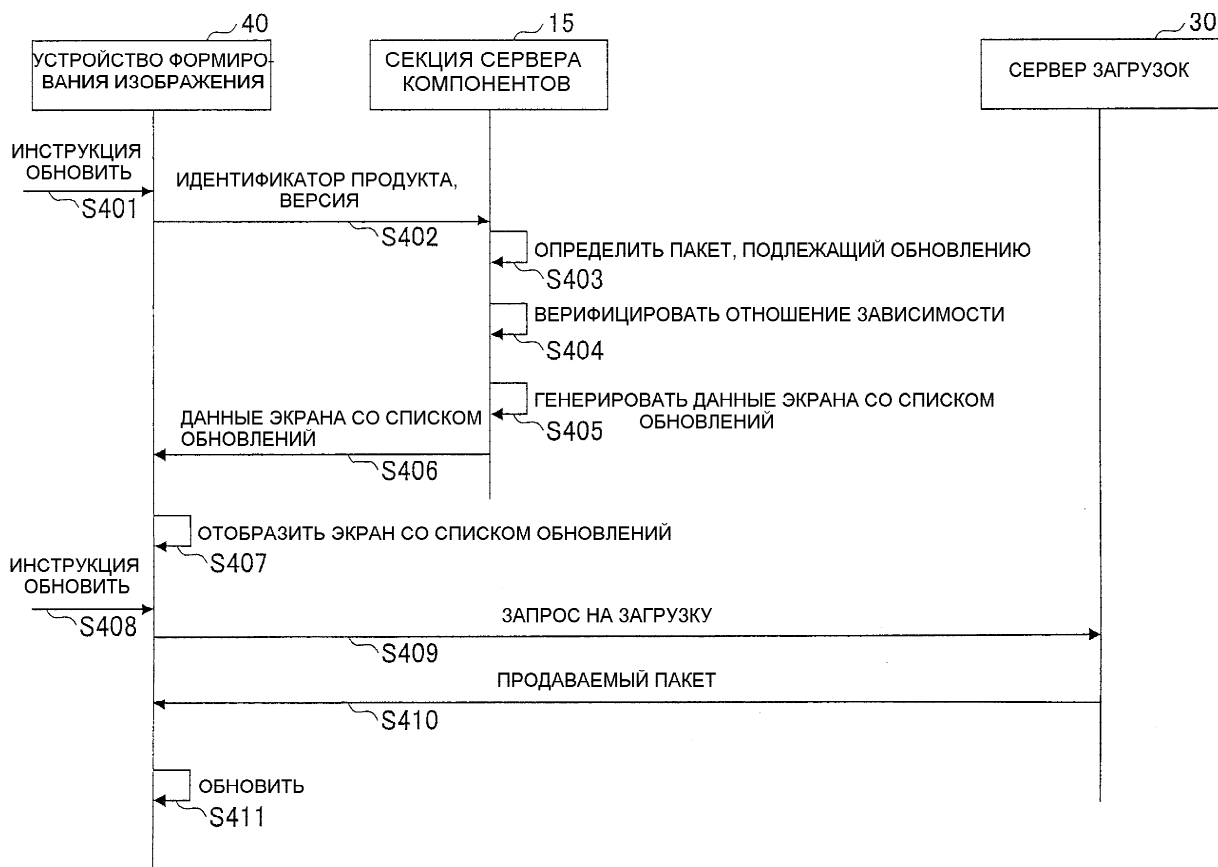 40
УСТРОЙСТВО ФОРМИРО-
ВАНИЯ ИЗОБРАЖЕНИЯ
15
СЕКЦИЯ СЕРВЕРА
КОМПОНЕНТОВ
30
СЕРВЕР ЗАГРУЗОК
ИНСТРУКЦИЯ
ОБНОВИТЬ
S401
ИДЕНТИФИКАТОР ПРОДУКТА,
ВЕРСИЯ
S402
ОПРЕДЕЛИТЬ ПАКЕТ, ПОДЛЕЖАЩИЙ ОБНОВЛЕНИЮ
S403
ВЕРИФИЦИРОВАТЬ ОТНОШЕНИЕ ЗАВИСИМОСТИ
S404
ГЕНЕРИРОВАТЬ ДАННЫЕ ЭКРАНА СО СПИСКОМ
ОБНОВЛЕНИЙ
S405
ДАННЫЕ ЭКРАНА СО СПИСКОМ
ОБНОВЛЕНИЙ
S406
ОТОБРАЗИТЬ ЭКРАН СО СПИСКОМ ОБНОВЛЕНИЙ
S407
ИНСТРУКЦИЯ
ОБНОВИТЬ
S408
ЗАПРОС НА ЗАГРУЗКУ
S409
ПРОДАВАЕМЫЙ ПАКЕТ
S410
ОБНОВИТЬ
S411